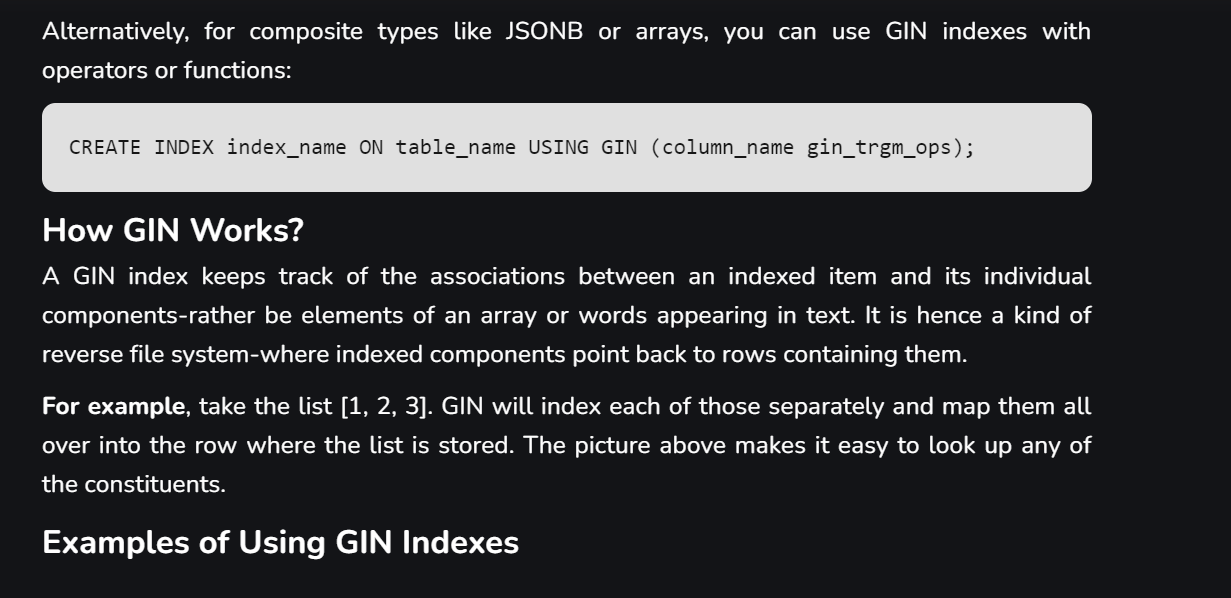 Alternatively, for composite types like JSONB or arrays, you can use GIN indexes with
operators or functions:
CREATE INDEX index_name ON table_name USING GIN (column_name gin_trgm_ops);
How GIN Works?
A GIN index keeps track of the associations between an indexed item and its individual
components-rather be elements of an array or words appearing in text. It is hence a kind of
reverse file system-where indexed components point back to rows containing them.
For example, take the list [1, 2, 3]. GIN will index each of those separately and map them all
over into the row where the list is stored. The picture above makes it easy to look up any of
the constituents.
Examples of Using GIN Indexes